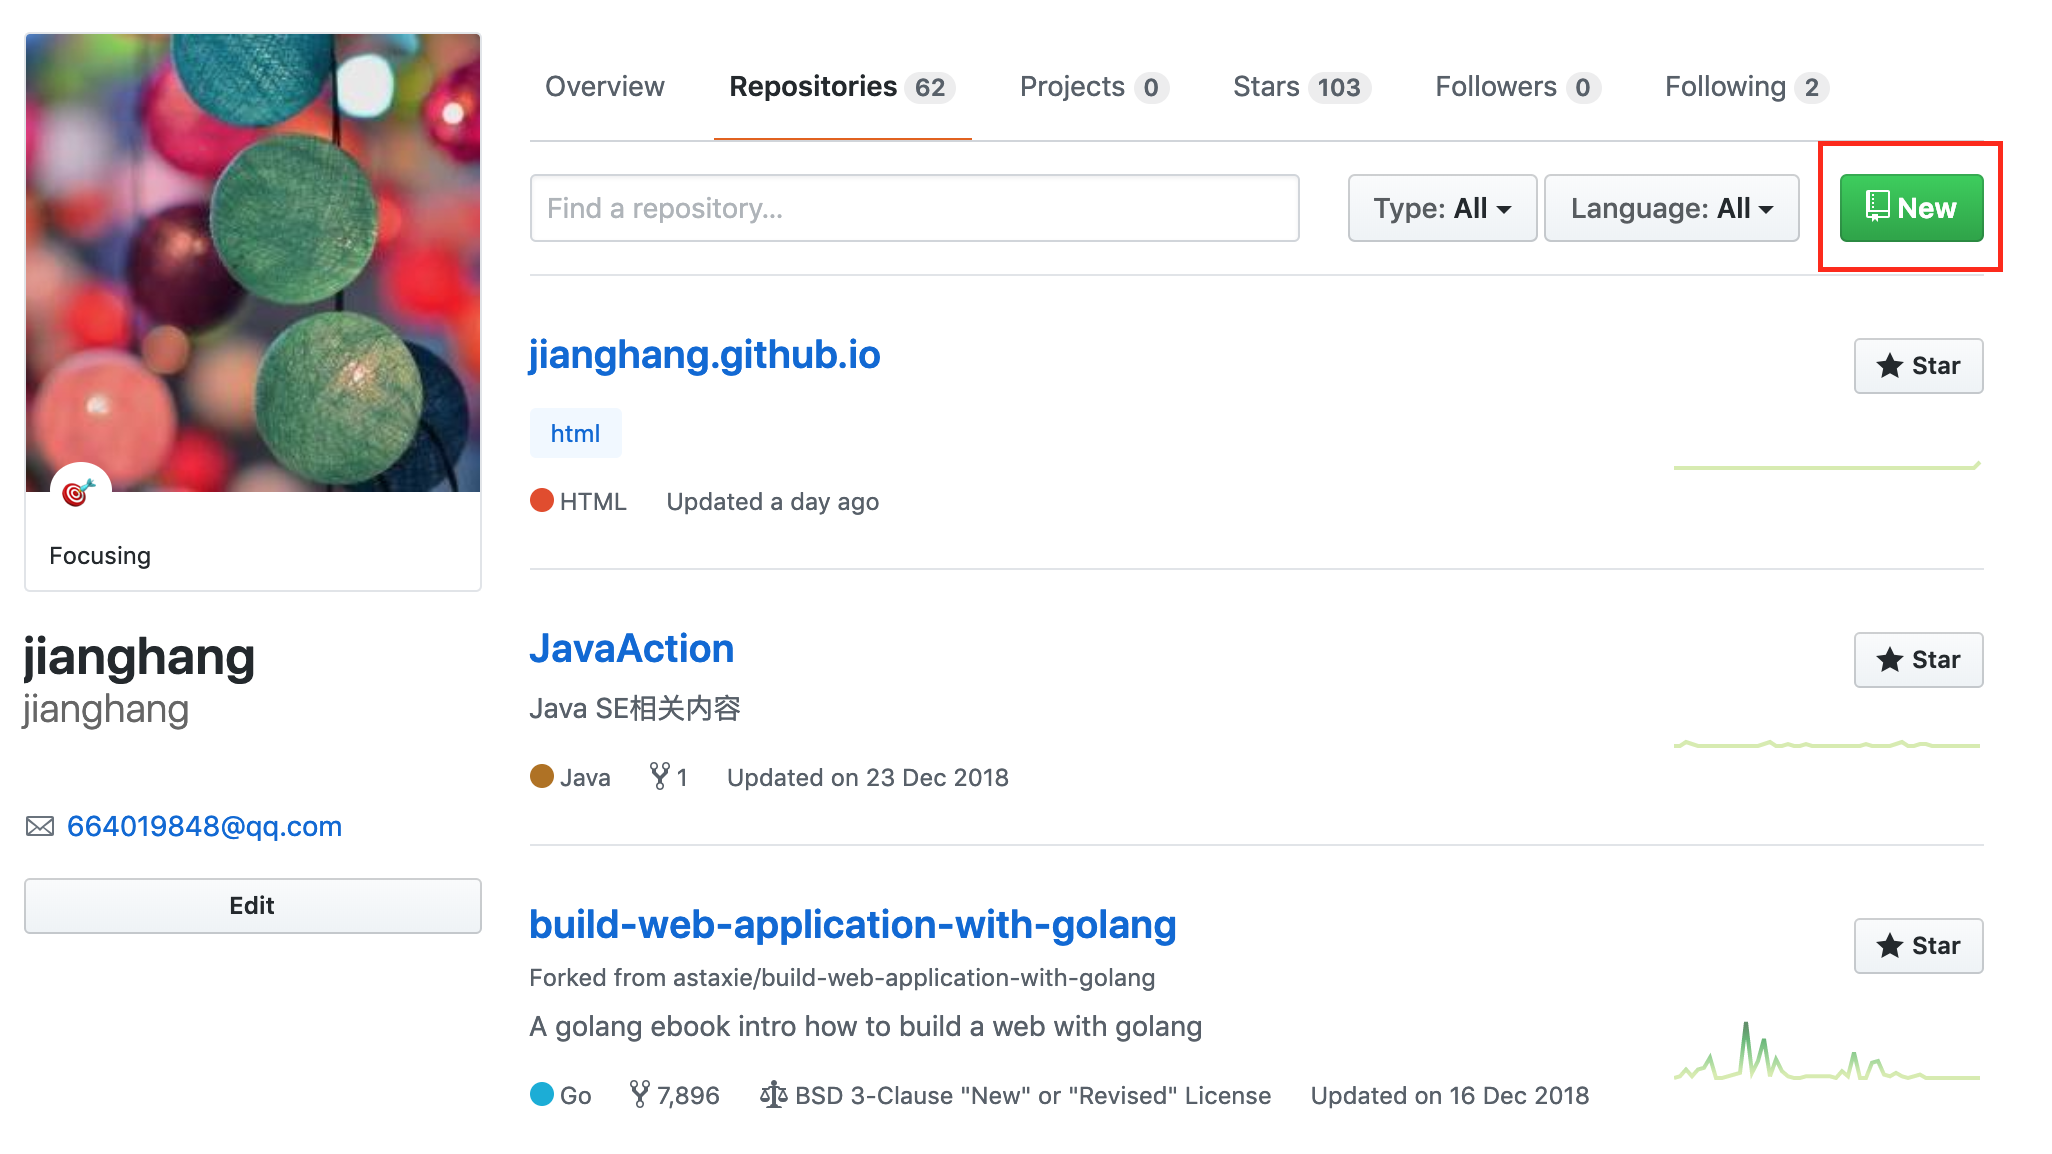 Overview Repositories 62 Projects 0 Stars 103 Followers 0 Following 2
Find a repository... Type: All Language: All New
jianghang.github.io
Star
html
HTML Updated a day ago
Focusing
jianghang
jianghang
664019848@qq.com
Edit
JavaAction
Star
Java SE相关内容
Java 1 Updated on 23 Dec 2018
build-web-application-with-golang
Star
Forked from astaxie/build-web-application-with-golang
A golang ebook intro how to build a web with golang
Go 7,896 BSD 3-Clause "New" or "Revised" License Updated on 16 Dec 2018